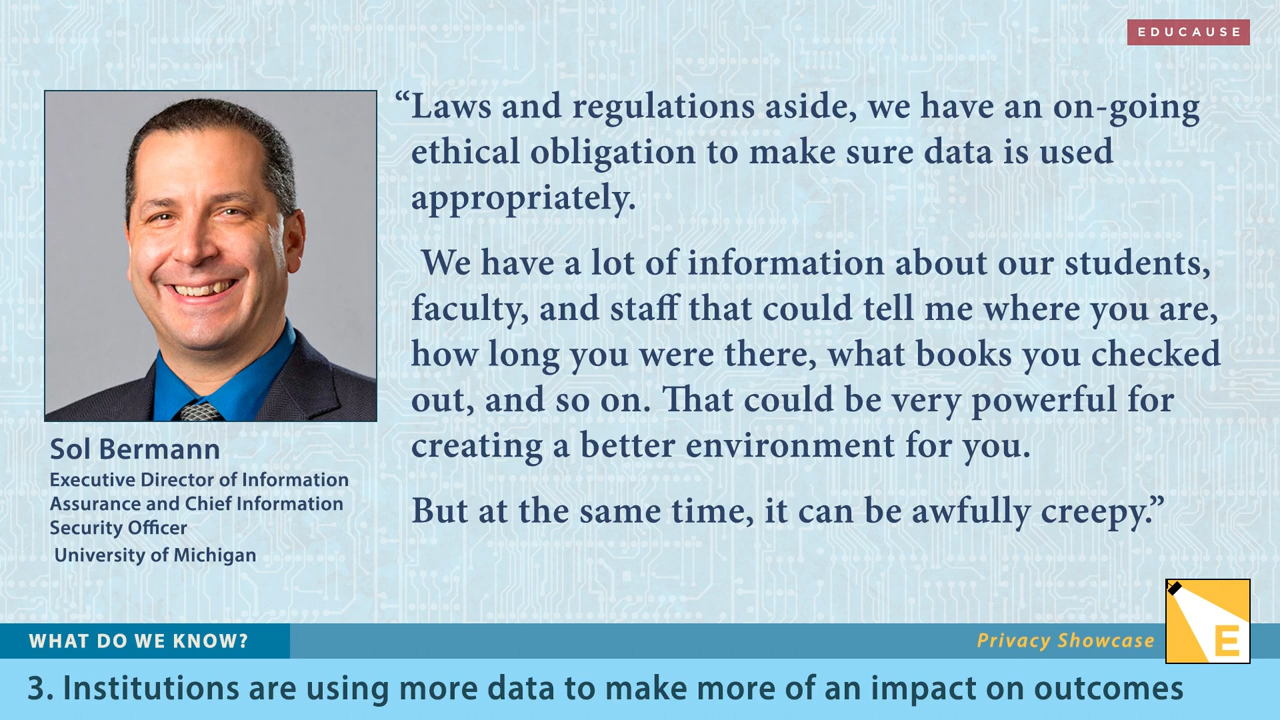 EDUCAUSE
“Laws and regulations aside, we have an on-going
ethical obligation to make sure data is used
appropriately.
We have a lot of information about our students,
faculty, and staff that could tell me where you are,
how long you were there, what books you checked
out, and so on. That could be very powerful for
creating a better environment for you.
But at the same time, it can be awfully creepy.”
Sol Bermann
Executive Director of Information
Assurance and Chief Information
Security Officer
University of Michigan
WHAT DO WE KNOW?
Privacy Showcase
E
3. Institutions are using more data to make more of an impact on outcomes